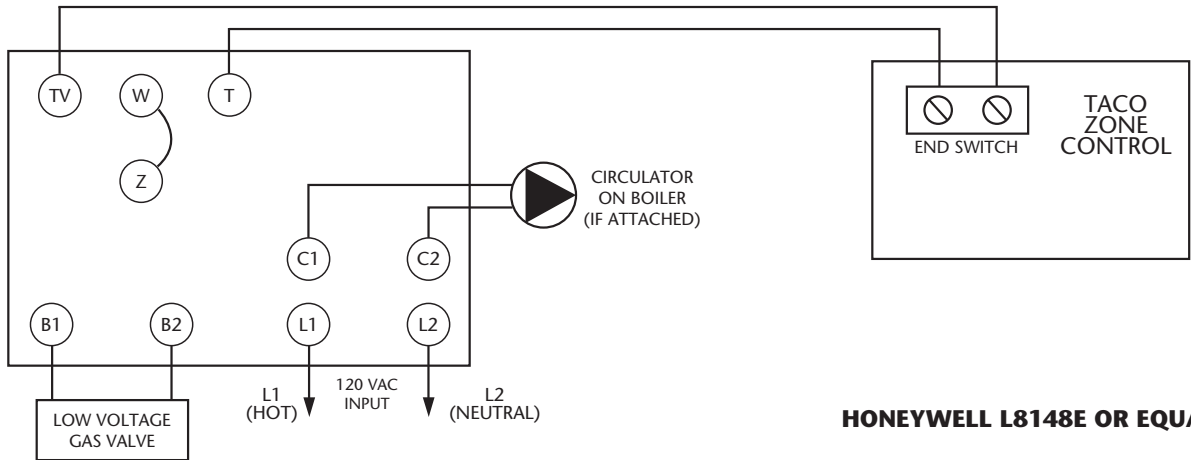 TV
W
T
Z
END SWITCH
TACO
ZONE
CONTROL
CIRCULATOR
ON BOILER
(IF ATTACHED)
C1
C2
B1
B2
L1
L2
L1
(HOT)
120 VAC
INPUT
L2
(NEUTRAL)
LOW VOLTAGE
GAS VALVE
HONEYWELL L8148E OR EQUA